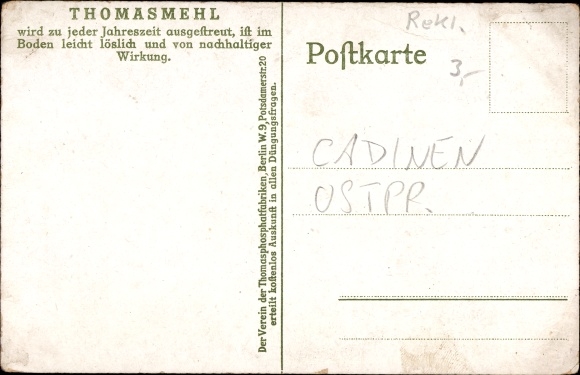 THOMASMEHL
wird zu jeder Jahreszeit ausgestreut, ist im
Boden leicht löslich und von nachhaltiger
Wirkung.
Der Verein der Thomasphosphatfabriken, Berlin W. 9, Potsdamerstr. 20
erteilt kostenlos Auskunft in allen Düngungsfragen.
Rekl.
Postkarte
3,-
CADINEN
OSTPR.